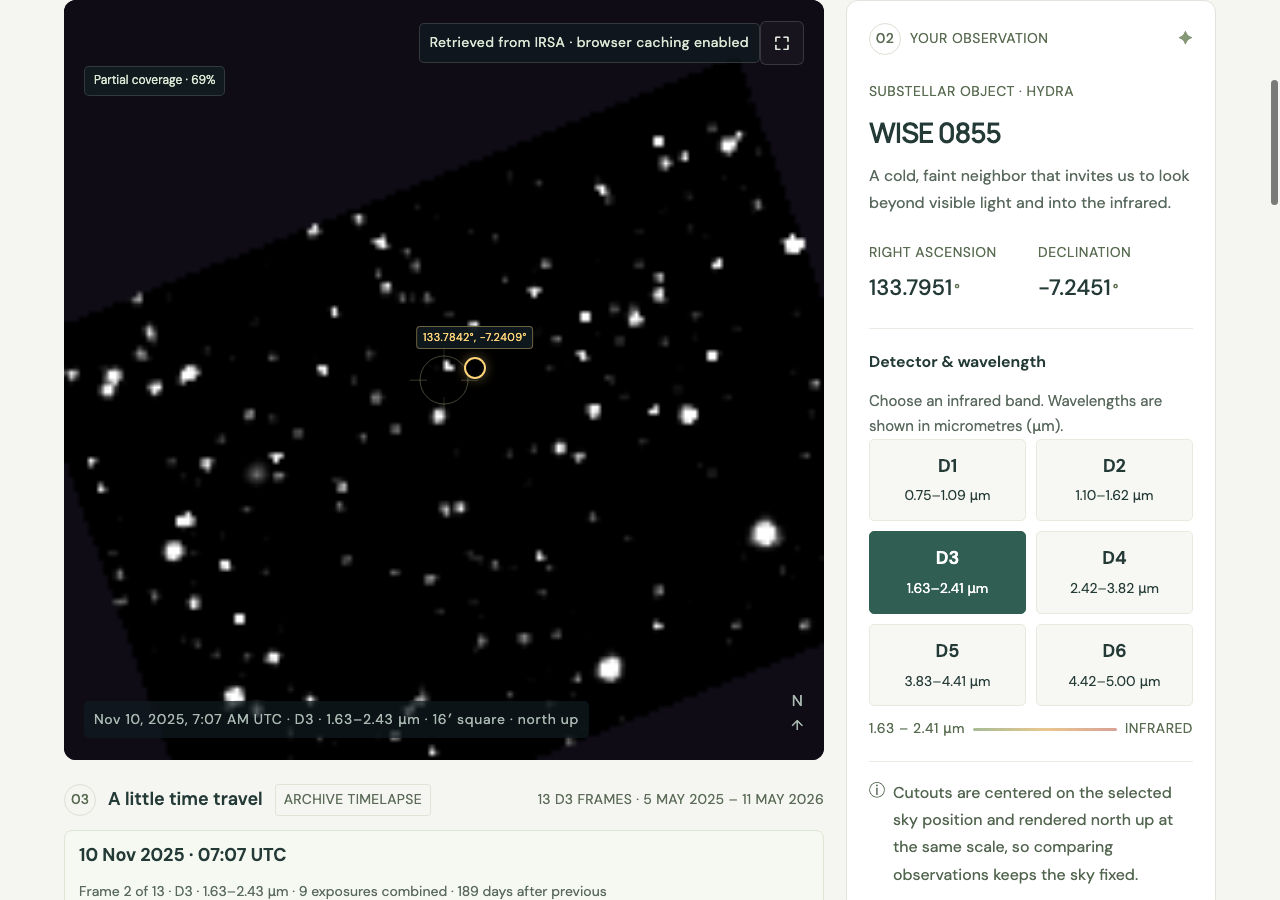 Retrieved from IRSA · browser caching enabled
Partial coverage · 69%
133.7842°, −7.2409°
Nov 10, 2025, 7:07 AM UTC · D3 · 1.63–2.43 µm · 16′ square · north up
N
↑
03 A little time travel ARCHIVE TIMELAPSE 13 D3 FRAMES · 5 MAY 2025 – 11 MAY 2026
10 Nov 2025 · 07:07 UTC
Frame 2 of 13 · D3 · 1.63–2.43 µm · 9 exposures combined · 189 days after previous
02 YOUR OBSERVATION
SUBSTELLAR OBJECT · HYDRA
WISE 0855
A cold, faint neighbor that invites us to look
beyond visible light and into the infrared.
RIGHT ASCENSION DECLINATION
133.7951° −7.2451°
Detector & wavelength
Choose an infrared band. Wavelengths are
shown in micrometres (µm).
D1 D2
0.75–1.09 µm 1.10–1.62 µm
D3 D4
1.63–2.41 µm 2.42–3.82 µm
D5 D6
3.83–4.41 µm 4.42–5.00 µm
1.63 – 2.41 µm INFRARED
Cutouts are centered on the selected
sky position and rendered north up at
the same scale, so comparing
observations keeps the sky fixed.